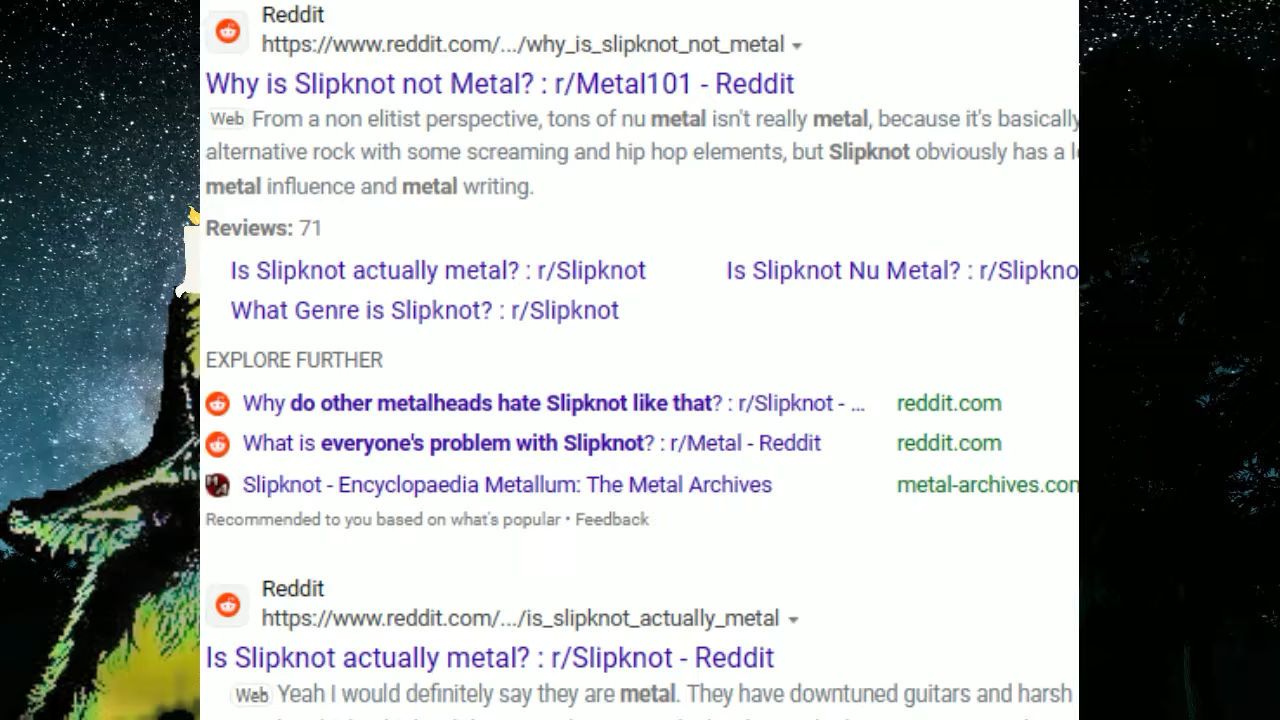 Reddit
https://www.reddit.com/.../why_is_slipknot_not_metal
Why is Slipknot not Metal? : r/Metal101 - Reddit
Web From a non elitist perspective, tons of nu metal isn't really metal, because it's basically
alternative rock with some screaming and hip hop elements, but Slipknot obviously has a
metal influence and metal writing.
Reviews: 71
Is Slipknot actually metal? : r/Slipknot Is Slipknot Nu Metal? : r/Slipkno
What Genre is Slipknot? : r/Slipknot
EXPLORE FURTHER
Why do other metalheads hate Slipknot like that? : r/Slipknot - ... reddit.com
What is everyone's problem with Slipknot? : r/Metal - Reddit reddit.com
Slipknot - Encyclopaedia Metallum: The Metal Archives metal-archives.con
Recommended to you based on what's popular • Feedback
Reddit
https://www.reddit.com/.../is_slipknot_actually_metal
Is Slipknot actually metal? : r/Slipknot - Reddit
Web Yeah I would definitely say they are metal. They have downtuned guitars and harsh